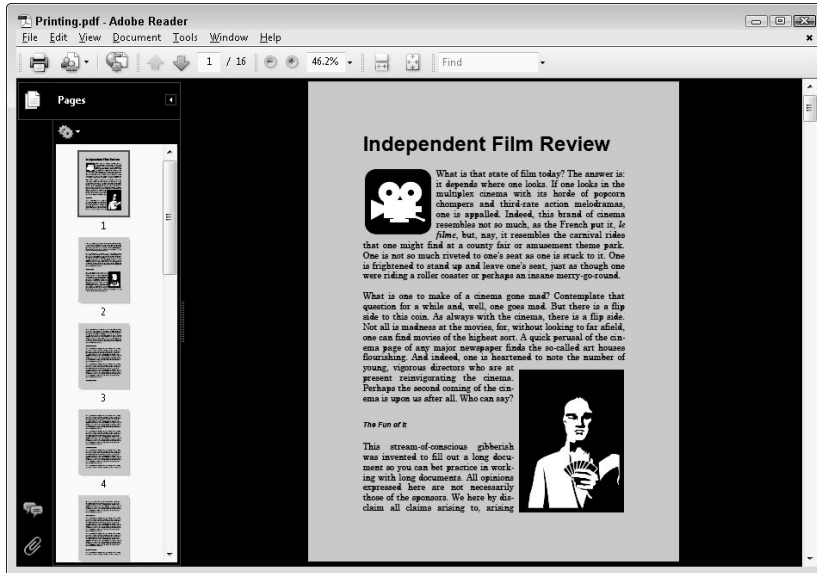 Printing.pdf - Adobe Reader
File Edit View Document Tools Window Help
1 / 16 46.2% Find
Pages
1
2
3
4
Independent Film Review
What is that state of film today? The answer is:
it depends where one looks. If one looks in the
multiplex cinema with its horde of popcorn
chompers and third-rate action melodramas,
one is appalled. Indeed, this brand of cinema
resembles not so much, as the French put it, le
filme, but, nay, it resembles the carnival rides
that one might find at a county fair or amusement theme park.
One is not so much riveted to one's seat as one is stuck to it. One
is frightened to stand up and leave one's seat, just as though one
were riding a roller coaster or perhaps an insane merry-go-round.
What is one to make of a cinema gone mad? Contemplate that
question for a while and, well, one goes mad. But there is a flip
side to this coin. As always with the cinema, there is a flip side.
Not all is madness at the movies, for, without looking to far afield,
one can find movies of the highest sort. A quick perusal of the cin-
ema page of any major newspaper finds the so-called art houses
flourishing. And indeed, one is heartened to note the number of
young, vigorous directors who are at
present reinvigorating the cinema.
Perhaps the second coming of the cin-
ema is upon us after all. Who can say?
The Fun of It
This stream-of-conscious gibberish
was invented to fill out a long docu-
ment so you can bet practice in work-
ing with long documents. All opinions
expressed here are not necessarily
those of the sponsors. We here by dis-
claim all claims arising to, arising